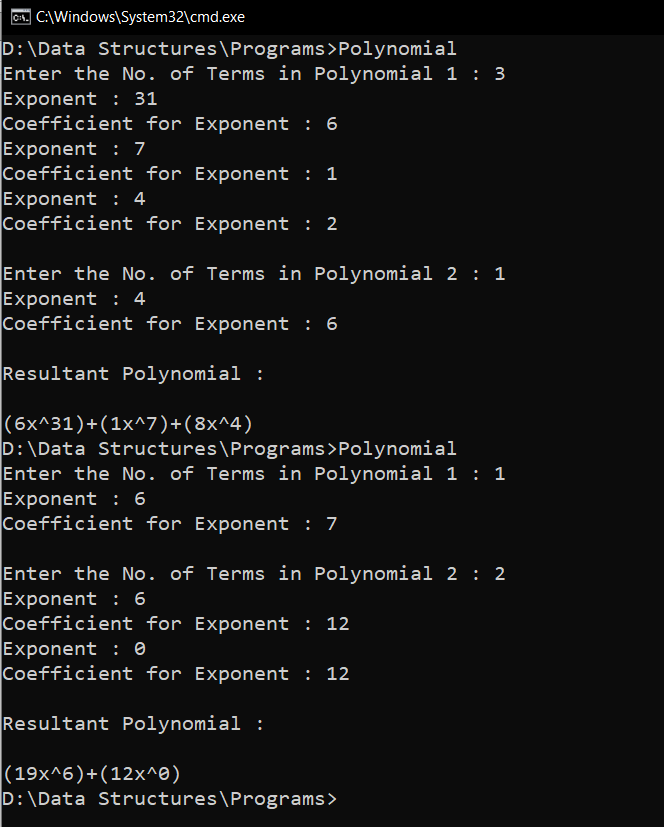 C:\Windows\System32\cmd.exe
D:\Data Structures\Programs>Polynomial
Enter the No. of Terms in Polynomial 1 : 3
Exponent : 31
Coefficient for Exponent : 6
Exponent : 7
Coefficient for Exponent : 1
Exponent : 4
Coefficient for Exponent : 2
Enter the No. of Terms in Polynomial 2 : 1
Exponent : 4
Coefficient for Exponent : 6
Resultant Polynomial :
(6x^31)+(1x^7)+(8x^4)
D:\Data Structures\Programs>Polynomial
Enter the No. of Terms in Polynomial 1 : 1
Exponent : 6
Coefficient for Exponent : 7
Enter the No. of Terms in Polynomial 2 : 2
Exponent : 6
Coefficient for Exponent : 12
Exponent : 0
Coefficient for Exponent : 12
Resultant Polynomial :
(19x^6)+(12x^0)
D:\Data Structures\Programs>